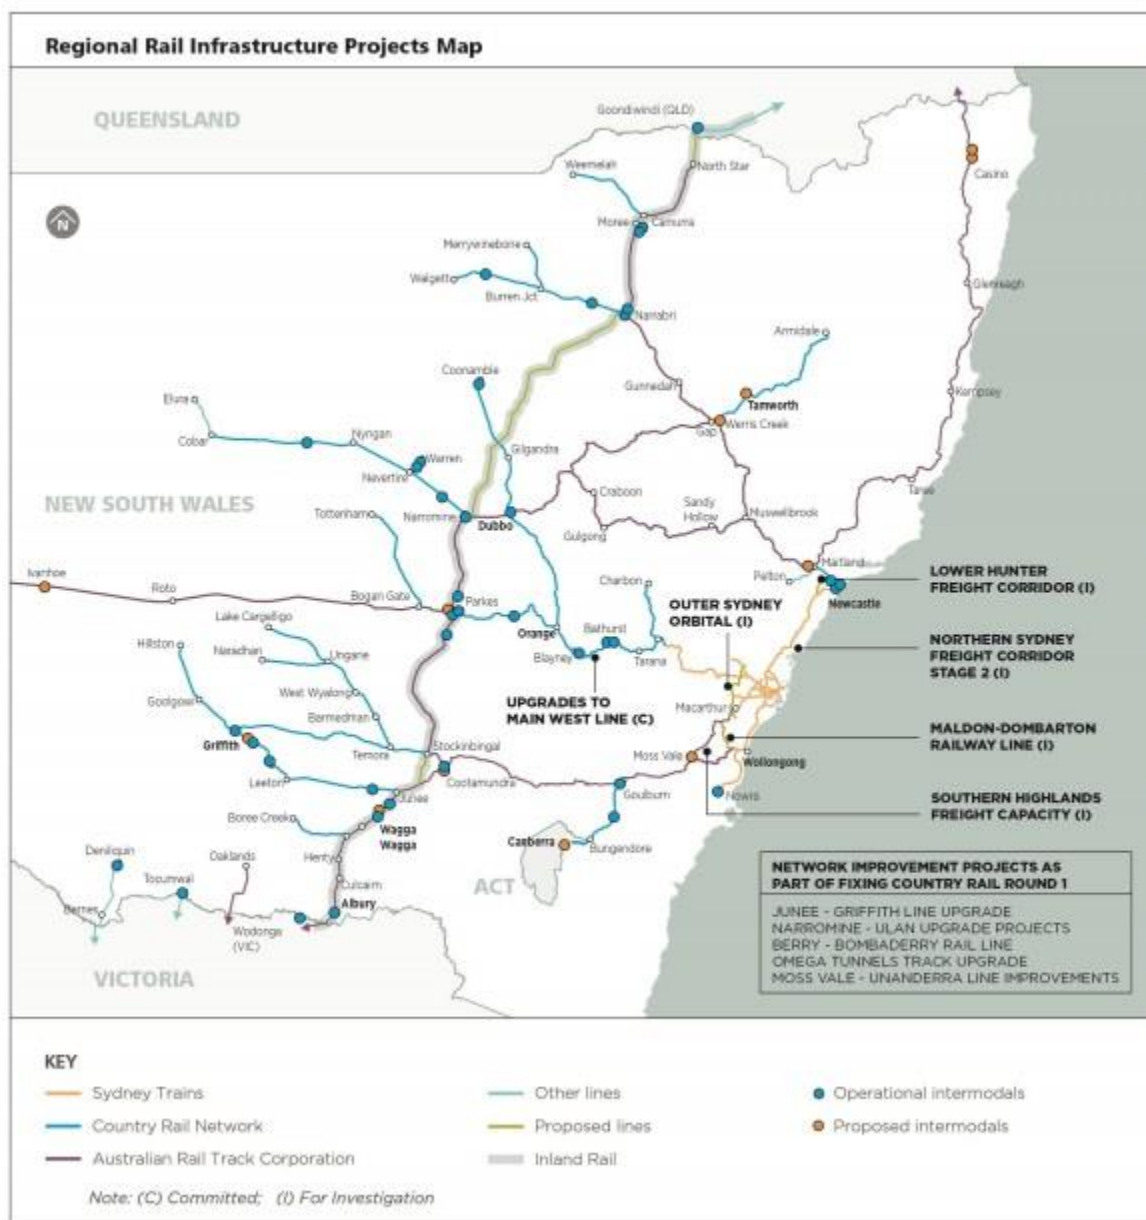 Regional Rail Infrastructure Projects Map
QUEENSLAND
Goondiwindi (QLD)
Weemelah
North Star
Casino
N
Moree
Camurra
Merrywinebone
Walgett
Burren Jct
Narrabri
Glenreagh
Armidale
Coonamble
Gunnedah
Tamworth
Kempsey
Elura
Cobar
Nyngan
Gap
Werris Creek
Warren
Gilgandra
Nevertire
NEW SOUTH WALES
Craboon
Sandy
Hollow
Muswellbrook
Taree
Tottenham
Narromine
Dubbo
Gulgong
Ivanhoe
Roto
Bogan Gate
Parkes
Charbon
Pelton
Maitland
Newcastle
LOWER HUNTER
FREIGHT CORRIDOR (I)
OUTER SYDNEY
ORBITAL (I)
Lake Cargelligo
Hillston
Naradhan
Ungarie
Orange
Bathurst
Blayney
Tarana
NORTHERN SYDNEY
FREIGHT CORRIDOR
STAGE 2 (I)
Goolgowi
West Wyalong
Barmedman
UPGRADES TO
MAIN WEST LINE (C)
Macarthur
MALDON-DOMBARTON
RAILWAY LINE (I)
Griffith
Temora
Stockinbingal
Moss Vale
Wollongong
Leeton
Cootamundra
Junee
Goulburn
Nowra
SOUTHERN HIGHLANDS
FREIGHT CAPACITY (I)
Boree Creek
Wagga
Wagga
Canberra
Bungendore
Deniliquin
Oaklands
Henty
Tocumwal
Culcairn
ACT
Albury
Wodonga
(VIC)
VICTORIA
NETWORK IMPROVEMENT PROJECTS AS
PART OF FIXING COUNTRY RAIL ROUND 1
JUNEE - GRIFFITH LINE UPGRADE
NARROMINE - ULAN UPGRADE PROJECTS
BERRY - BOMBADERRY RAIL LINE
OMEGA TUNNELS TRACK UPGRADE
MOSS VALE - UNANDERRA LINE IMPROVEMENTS
KEY
Sydney Trains
Country Rail Network
Australian Rail Track Corporation
Other lines
Proposed lines
Inland Rail
Operational intermodals
Proposed intermodals
Note: (C) Committed; (I) For Investigation